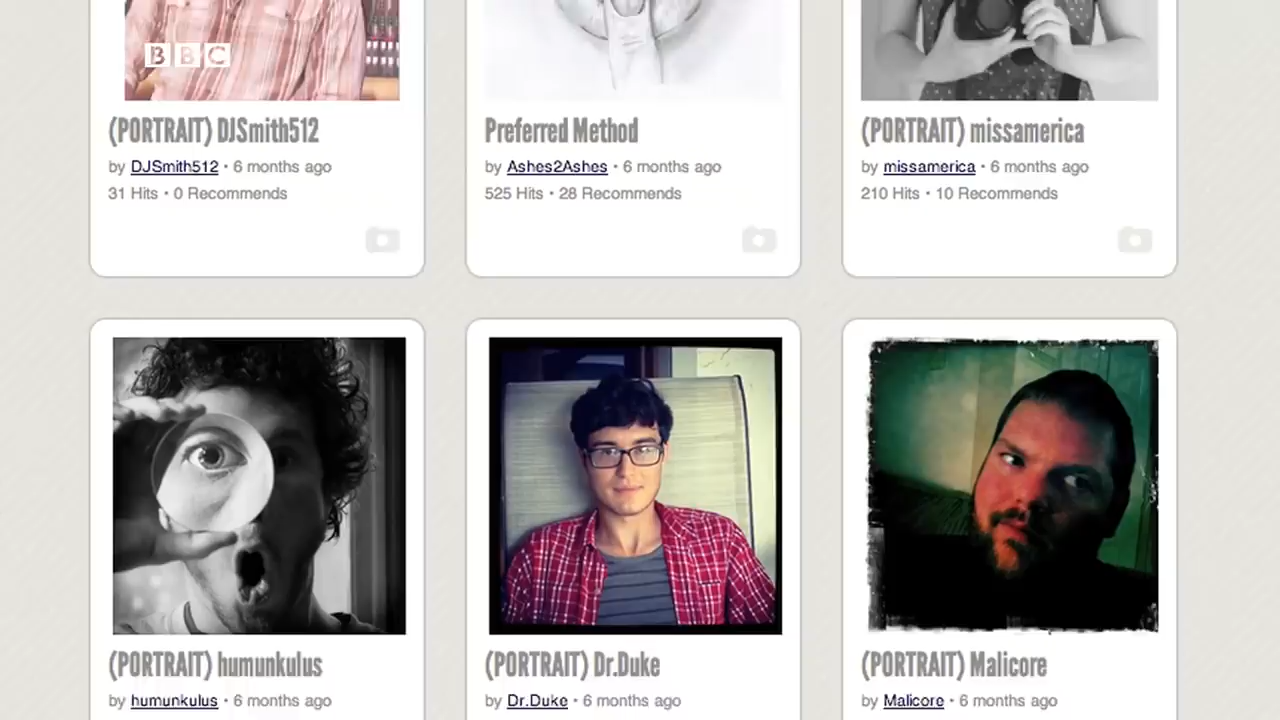 BBC
(PORTRAIT) DJSmith512
by DJSmith512 • 6 months ago
31 Hits • 0 Recommends
Preferred Method
by Ashes2Ashes • 6 months ago
525 Hits • 28 Recommends
(PORTRAIT) missamerica
by missamerica • 6 months ago
210 Hits • 10 Recommends
(PORTRAIT) humunkulus
by humunkulus • 6 months ago
(PORTRAIT) Dr.Duke
by Dr.Duke • 6 months ago
(PORTRAIT) Malicore
by Malicore • 6 months ago